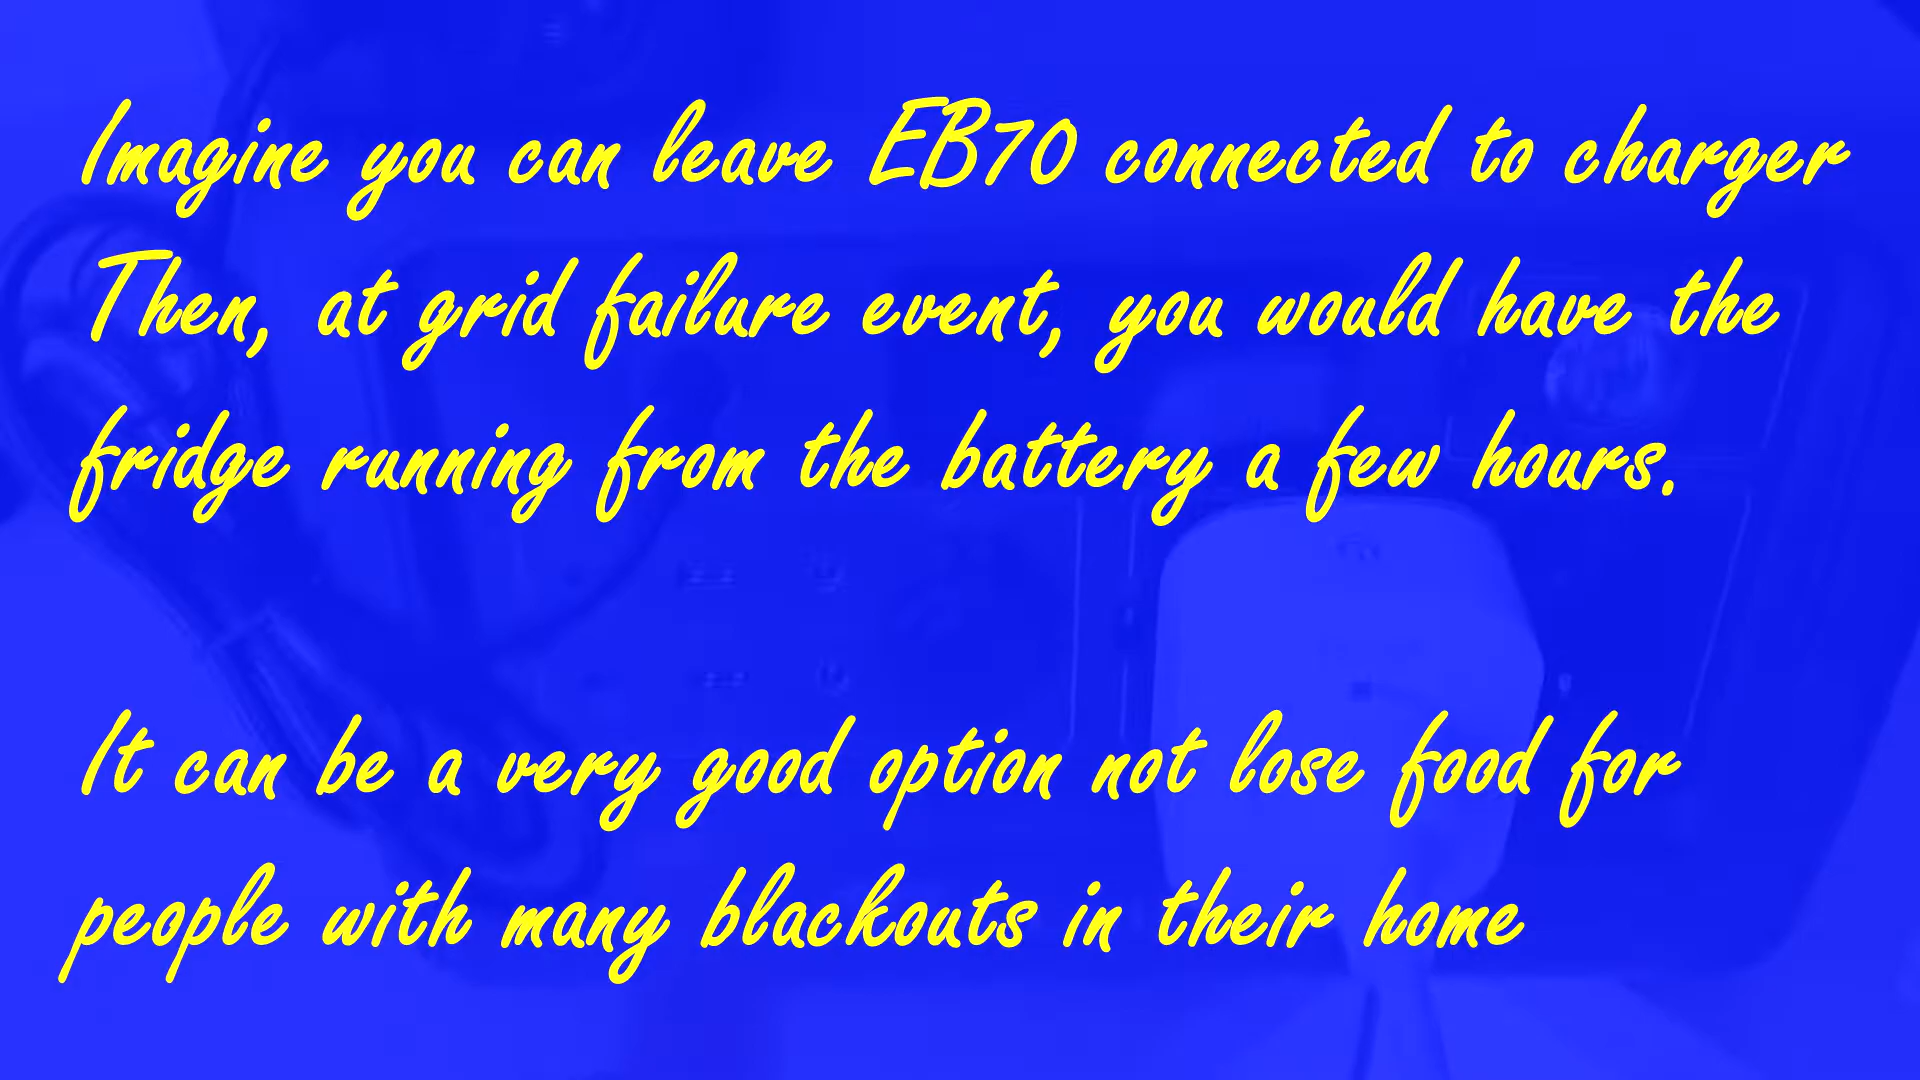 Imagine you can leave EB70 connected to charger
Then, at grid failure event, you would have the
fridge running from the battery a few hours.
It can be a very good option not lose food for
people with many blackouts in their home